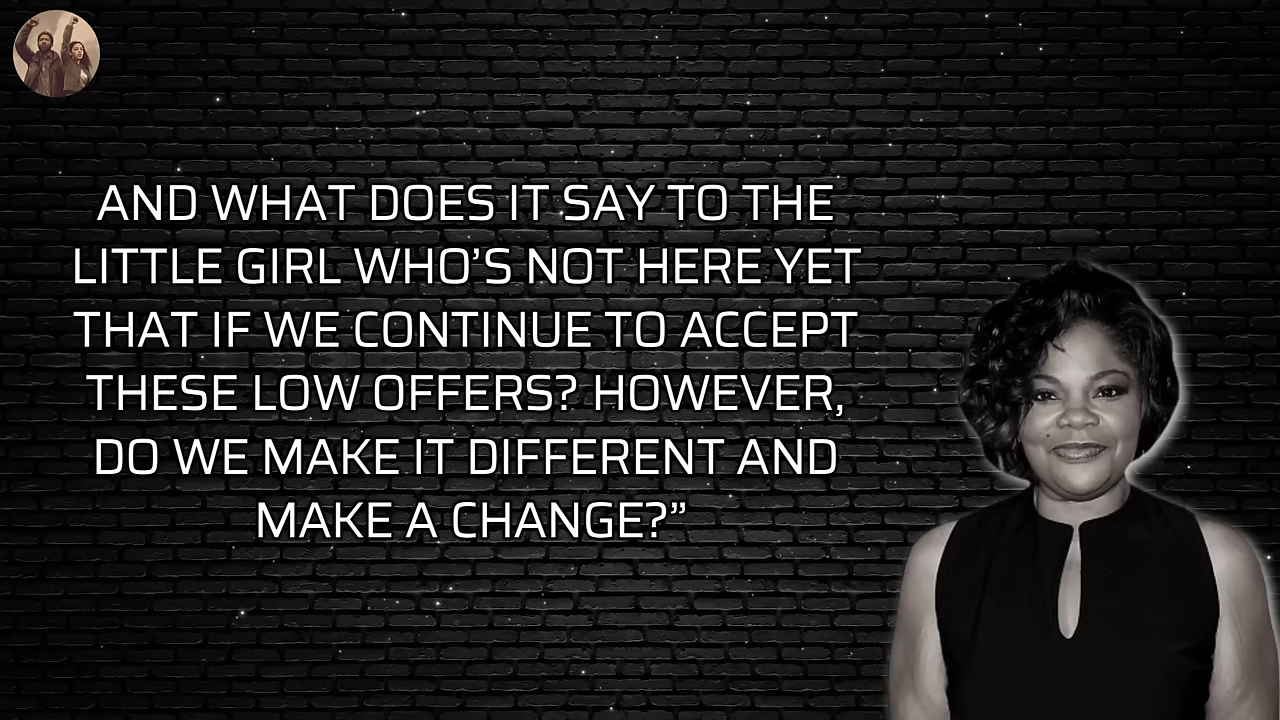 AND WHAT DOES IT SAY TO THE
LITTLE GIRL WHO’S NOT HERE YET
THAT IF WE CONTINUE TO ACCEPT
THESE LOW OFFERS? HOWEVER,
DO WE MAKE IT DIFFERENT AND
MAKE A CHANGE?”